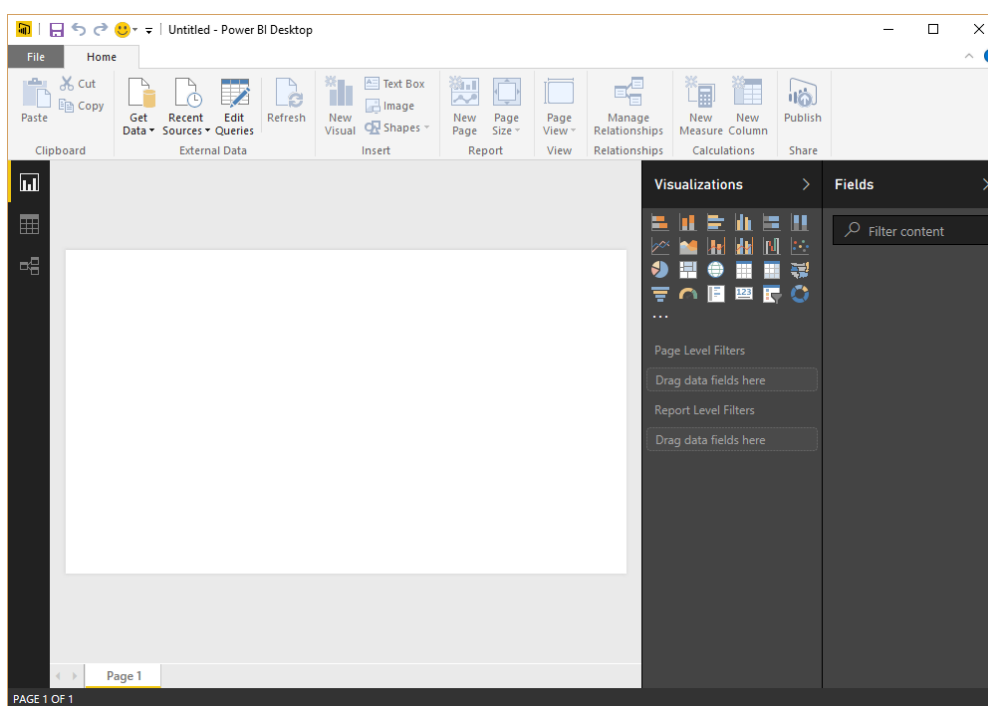 Untitled - Power BI Desktop
File Home
Cut
Copy
Paste
Get Data
Recent Sources
Edit Queries
Refresh
New Visual
Text Box
Image
Shapes
New Page
Page Size
Page View
Manage Relationships
New Measure
New Column
Publish
Clipboard External Data Insert Report View Relationships Calculations Share
Visualizations
Fields
Filter content
123
Page Level Filters
Drag data fields here
Report Level Filters
Drag data fields here
Page 1
PAGE 1 OF 1